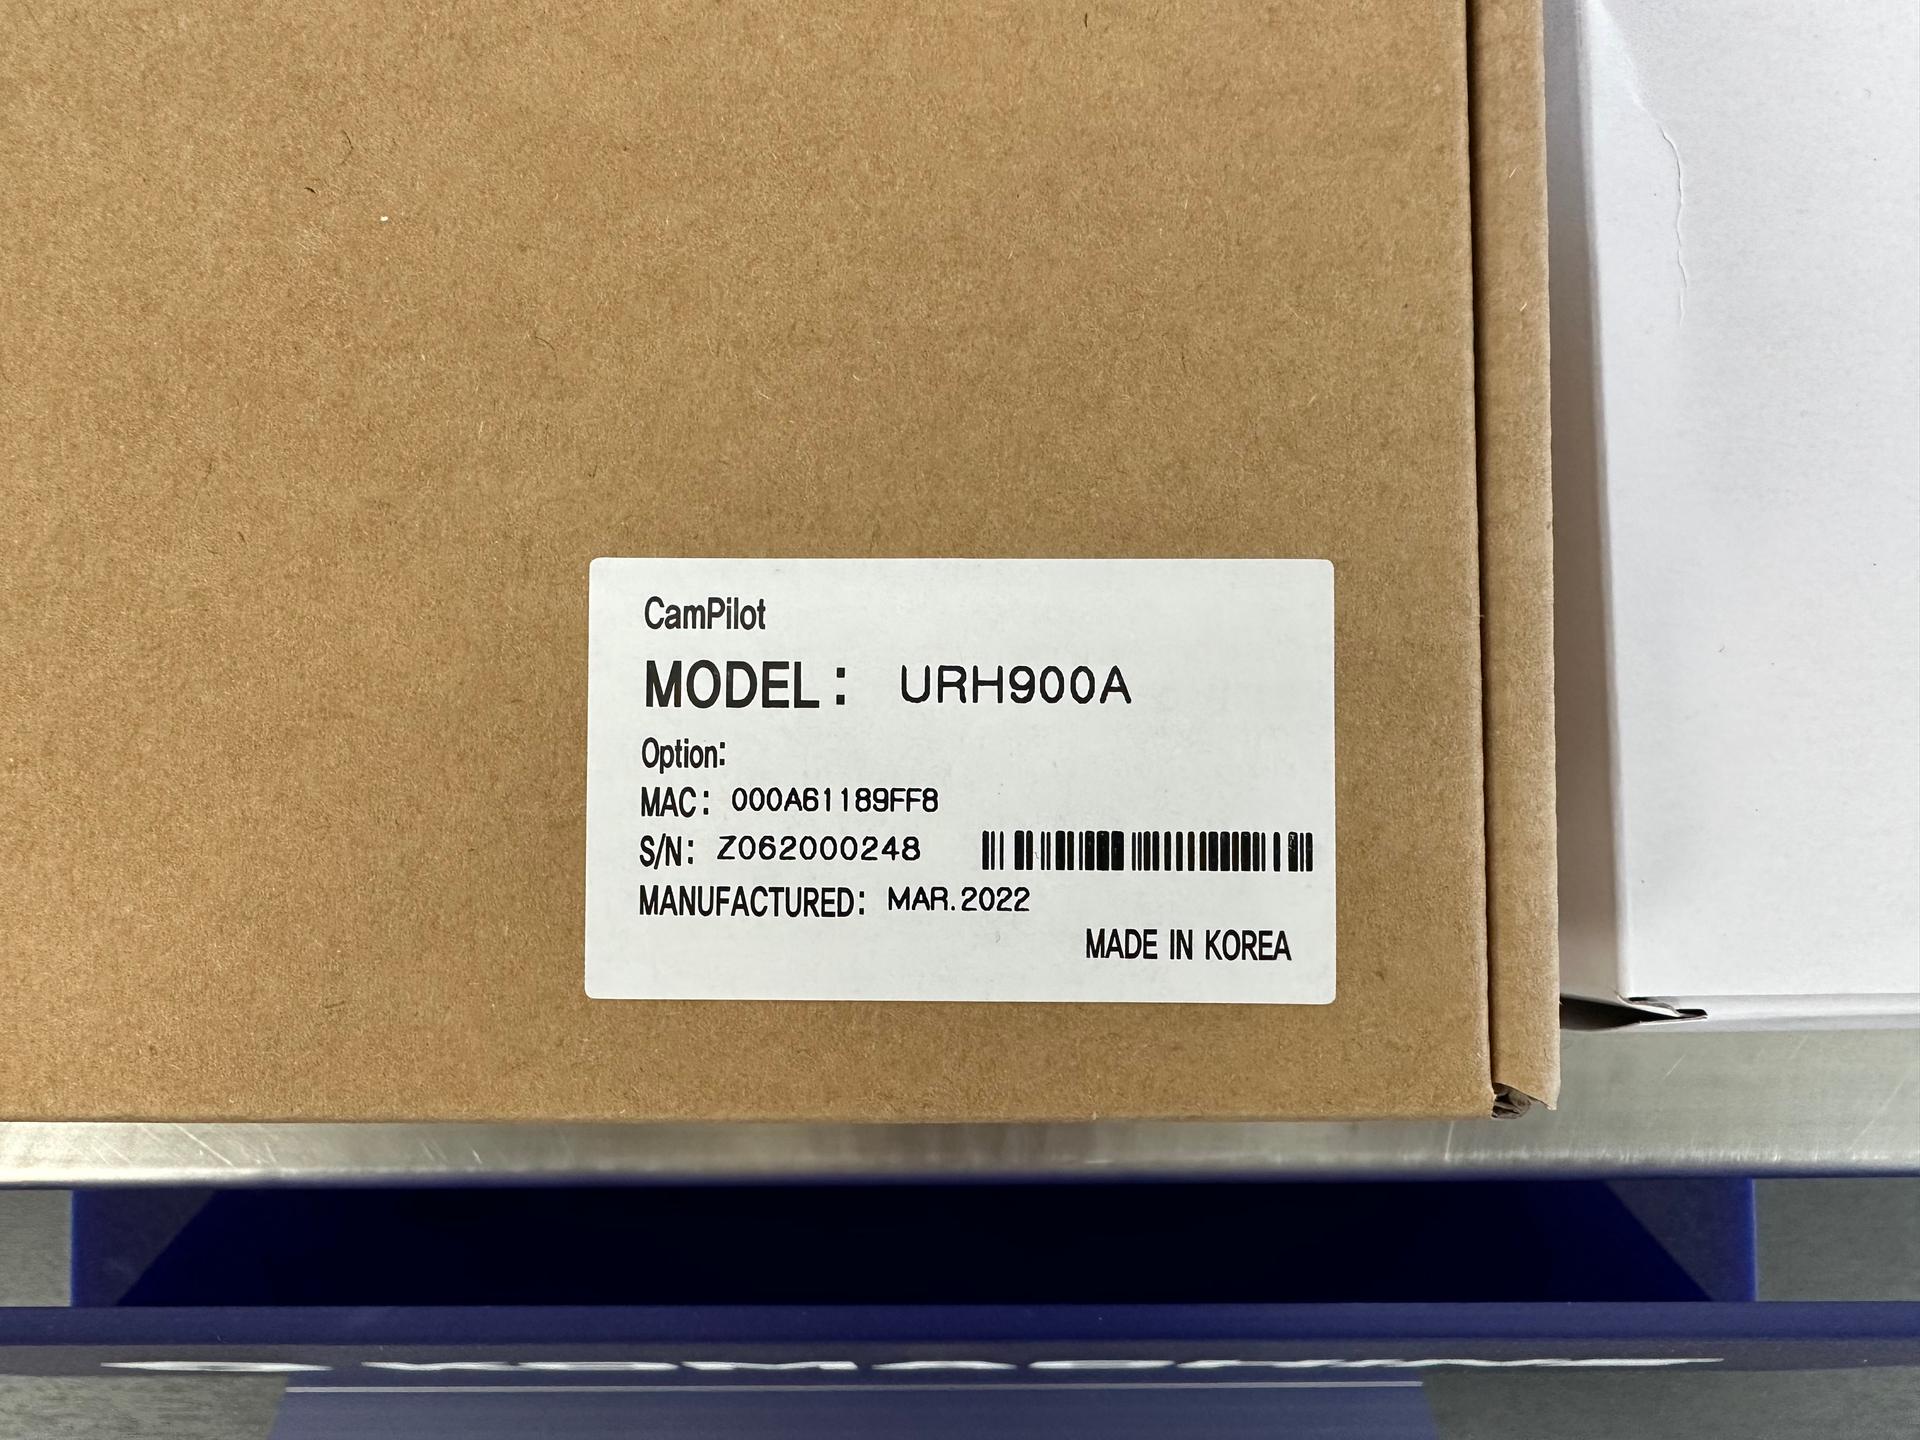 CamPilot
MODEL: URH900A
Option:
MAC: 000A61189FF8
S/N: Z062000248
MANUFACTURED: MAR.2022
MADE IN KOREA